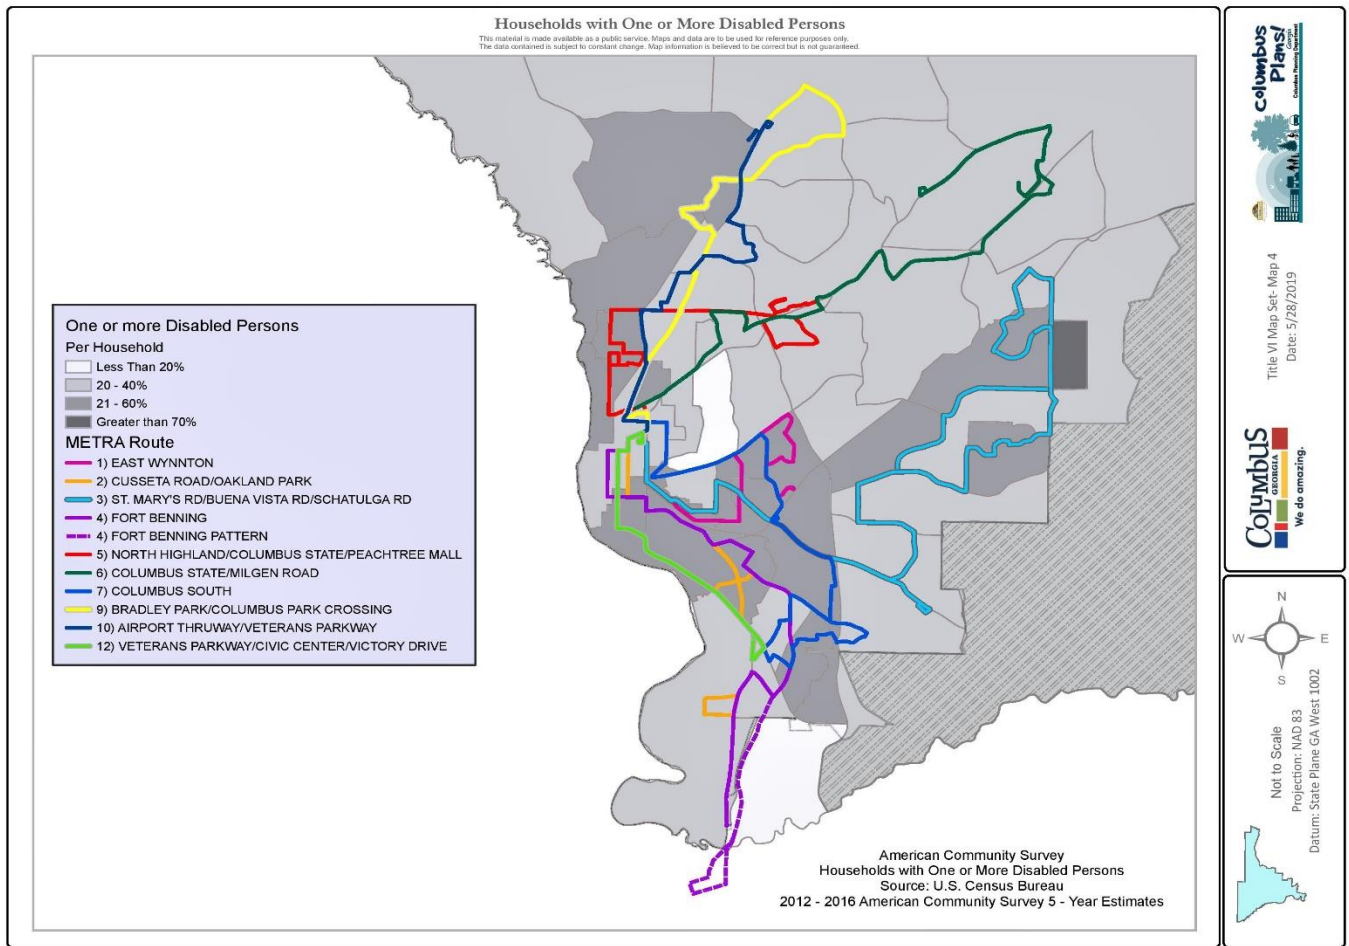 Households with One or More Disabled Persons
This material is made available as a public service. Maps and data are to be used for reference purposes only.
The data contained is subject to constant change. Map information is believed to be correct but is not guaranteed.
One or more Disabled Persons
Per Household
Less Than 20%
20 - 40%
21 - 60%
Greater than 70%
METRA Route
1) EAST WYNNTON
2) CUSSETA ROAD/OAKLAND PARK
3) ST. MARY'S RD/BUENA VISTA RD/SCHATULGA RD
4) FORT BENNING
4) FORT BENNING PATTERN
5) NORTH HIGHLAND/COLUMBUS STATE/PEACHTREE MALL
6) COLUMBUS STATE/MILGEN ROAD
7) COLUMBUS SOUTH
9) BRADLEY PARK/COLUMBUS PARK CROSSING
10) AIRPORT THRUWAY/VETERANS PARKWAY
12) VETERANS PARKWAY/CIVIC CENTER/VICTORY DRIVE
American Community Survey
Households with One or More Disabled Persons
Source: U.S. Census Bureau
2012 - 2016 American Community Survey 5 - Year Estimates
Columbus
Plans!
Georgia
Columbus Planning Department
Title VI Map Set- Map 4
Date: 5/28/2019
COLUMBUS
GEORGIA
We do amazing.
N
W
E
S
Not to Scale
Projection: NAD 83
Datum: State Plane GA West 1002